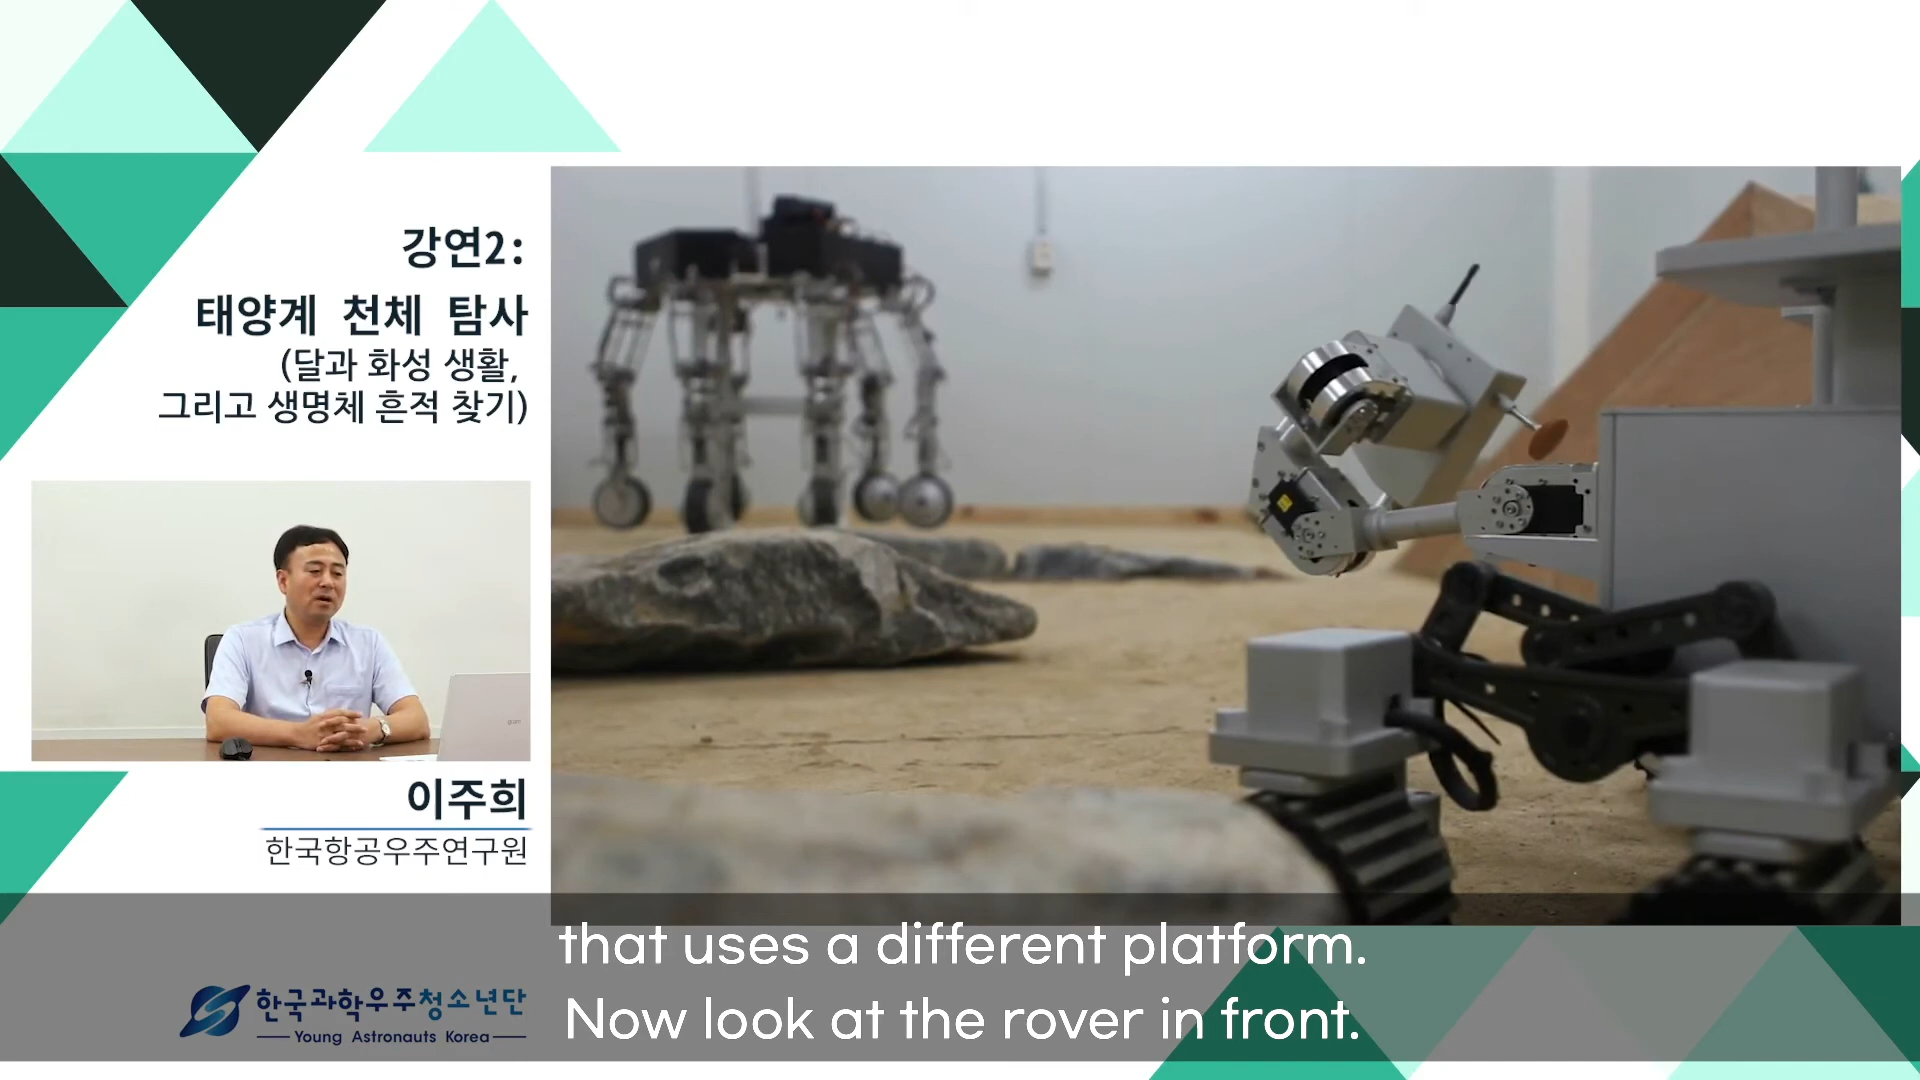 강연2:
태양계 천체 탐사
(달과 화성 생활,
그리고 생명체 흔적 찾기)
이주희
한국항공우주연구원
한국과학우주청소년단
Young Astronauts Korea
that uses a different platform.
Now look at the rover in front.